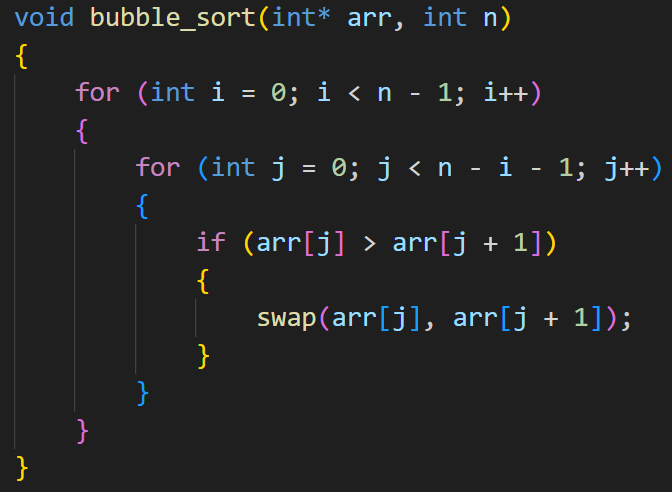 void bubble_sort(int* arr, int n)
{
    for (int i = 0; i < n - 1; i++)
    {
        for (int j = 0; j < n - i - 1; j++)
        {
            if (arr[j] > arr[j + 1])
            {
                swap(arr[j], arr[j + 1]);
            }
        }
    }
}